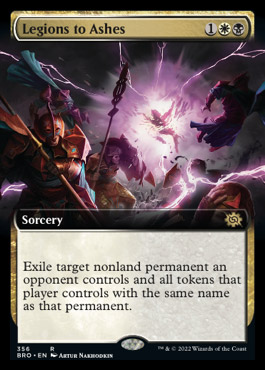 Legions to Ashes 1
Sorcery
Exile target nonland permanent an
opponent controls and all tokens that
player controls with the same name
as that permanent.
356 R
BRO • EN Artur Nakhodkin
™ & © 2022 Wizards of the Coast